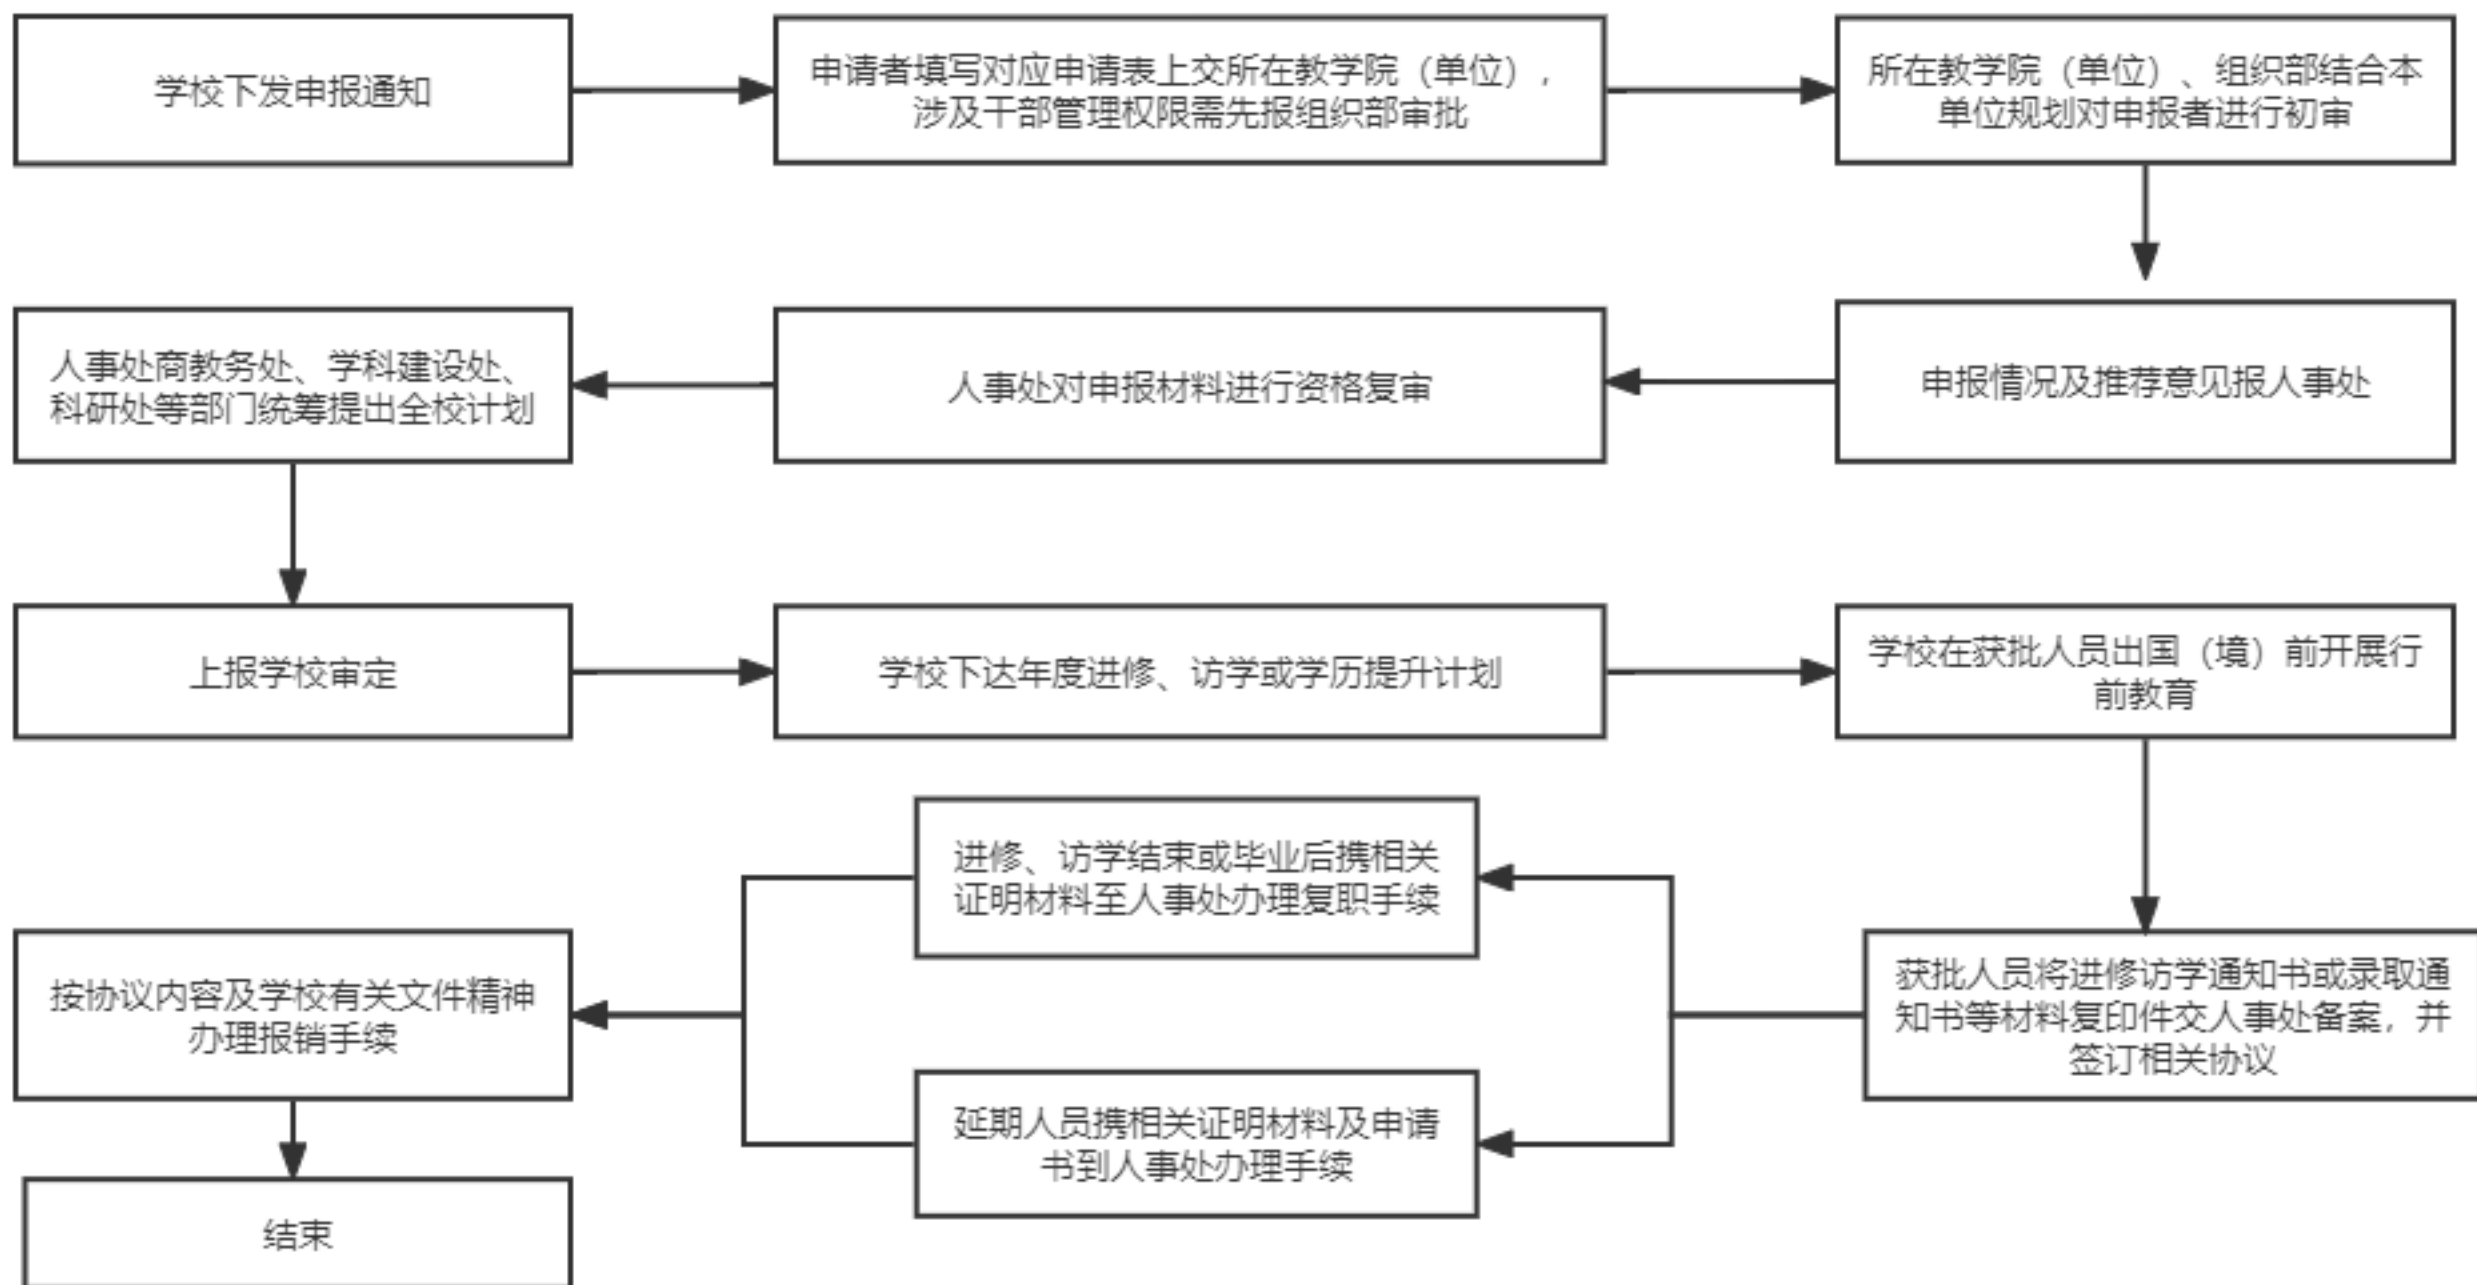 学校下发申报通知
申请者填写对应申请表上交所在教学院（单位），
涉及干部管理权限需先报组织部审批
所在教学院（单位）、组织部结合本
单位规划对申报者进行初审
人事处商教务处、学科建设处、
科研处等部门统筹提出全校计划
人事处对申报材料进行资格复审
申报情况及推荐意见报人事处
上报学校审定
学校下达年度进修、访学或学历提升计划
学校在获批人员出国（境）前开展行
前教育
进修、访学结束或毕业后携相关
证明材料至人事处办理复职手续
按协议内容及学校有关文件精神
办理报销手续
获批人员将进修访学通知书或录取通
知书等材料复印件交人事处备案，并
签订相关协议
延期人员携相关证明材料及申请
书到人事处办理手续
结束